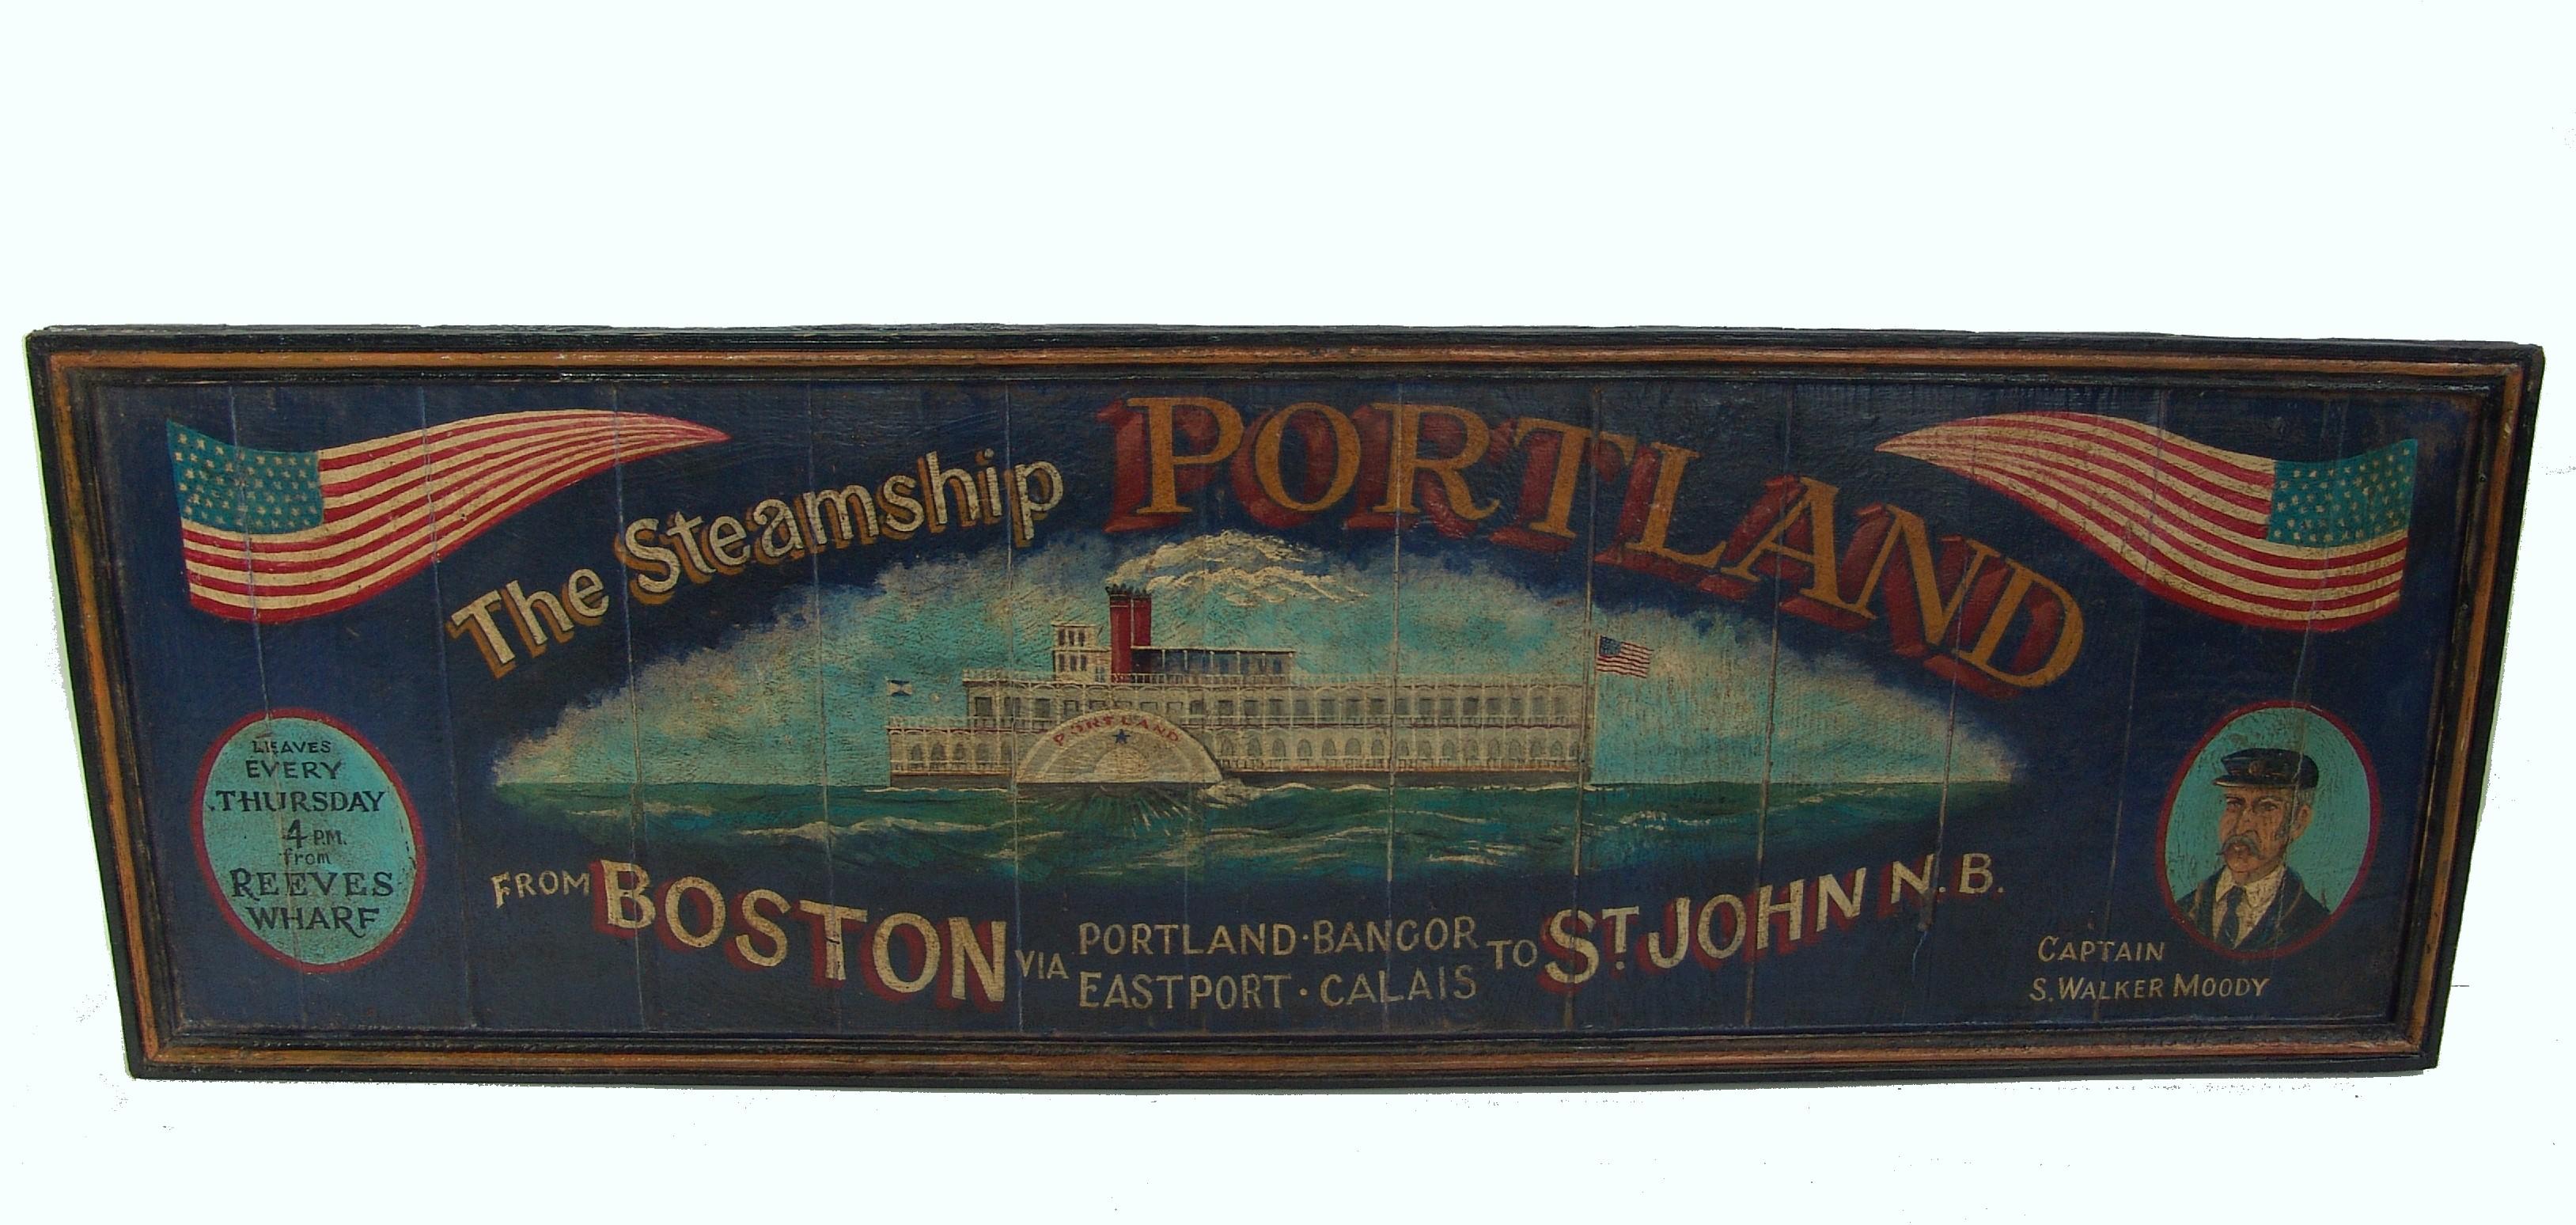 The Steamship PORTLAND
PORTLAND
LEAVES
EVERY
THURSDAY
4 P.M.
from
REEVES
WHARF
FROM BOSTON VIA
PORTLAND · BANGOR
EASTPORT · CALAIS
TO ST. JOHN N.B.
CAPTAIN
S. WALKER MOODY